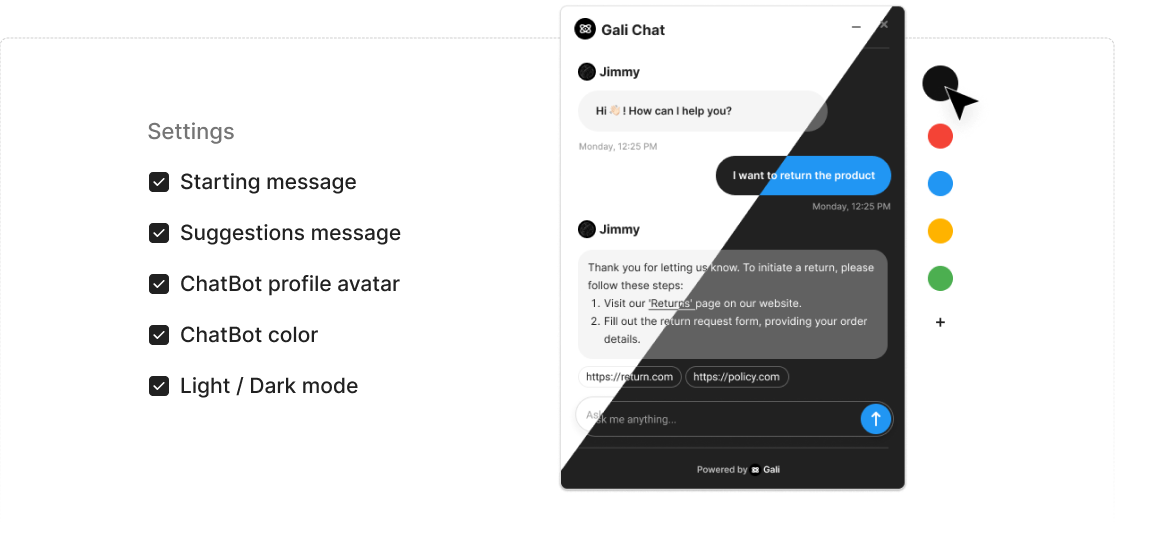 Settings
Starting message
Suggestions message
ChatBot profile avatar
ChatBot color
Light / Dark mode
Gali Chat
Jimmy
Hi 👋🏻 ! How can I help you?
Monday, 12:25 PM
I want to return the product
Monday, 12:25 PM
Jimmy
Thank you for letting us know. To initiate a return, please
follow these steps:
1. Visit our 'Returns' page on our website.
2. Fill out the return request form, providing your order
details.
https://return.com https://policy.com
Ask me anything...
Powered by Gali
+